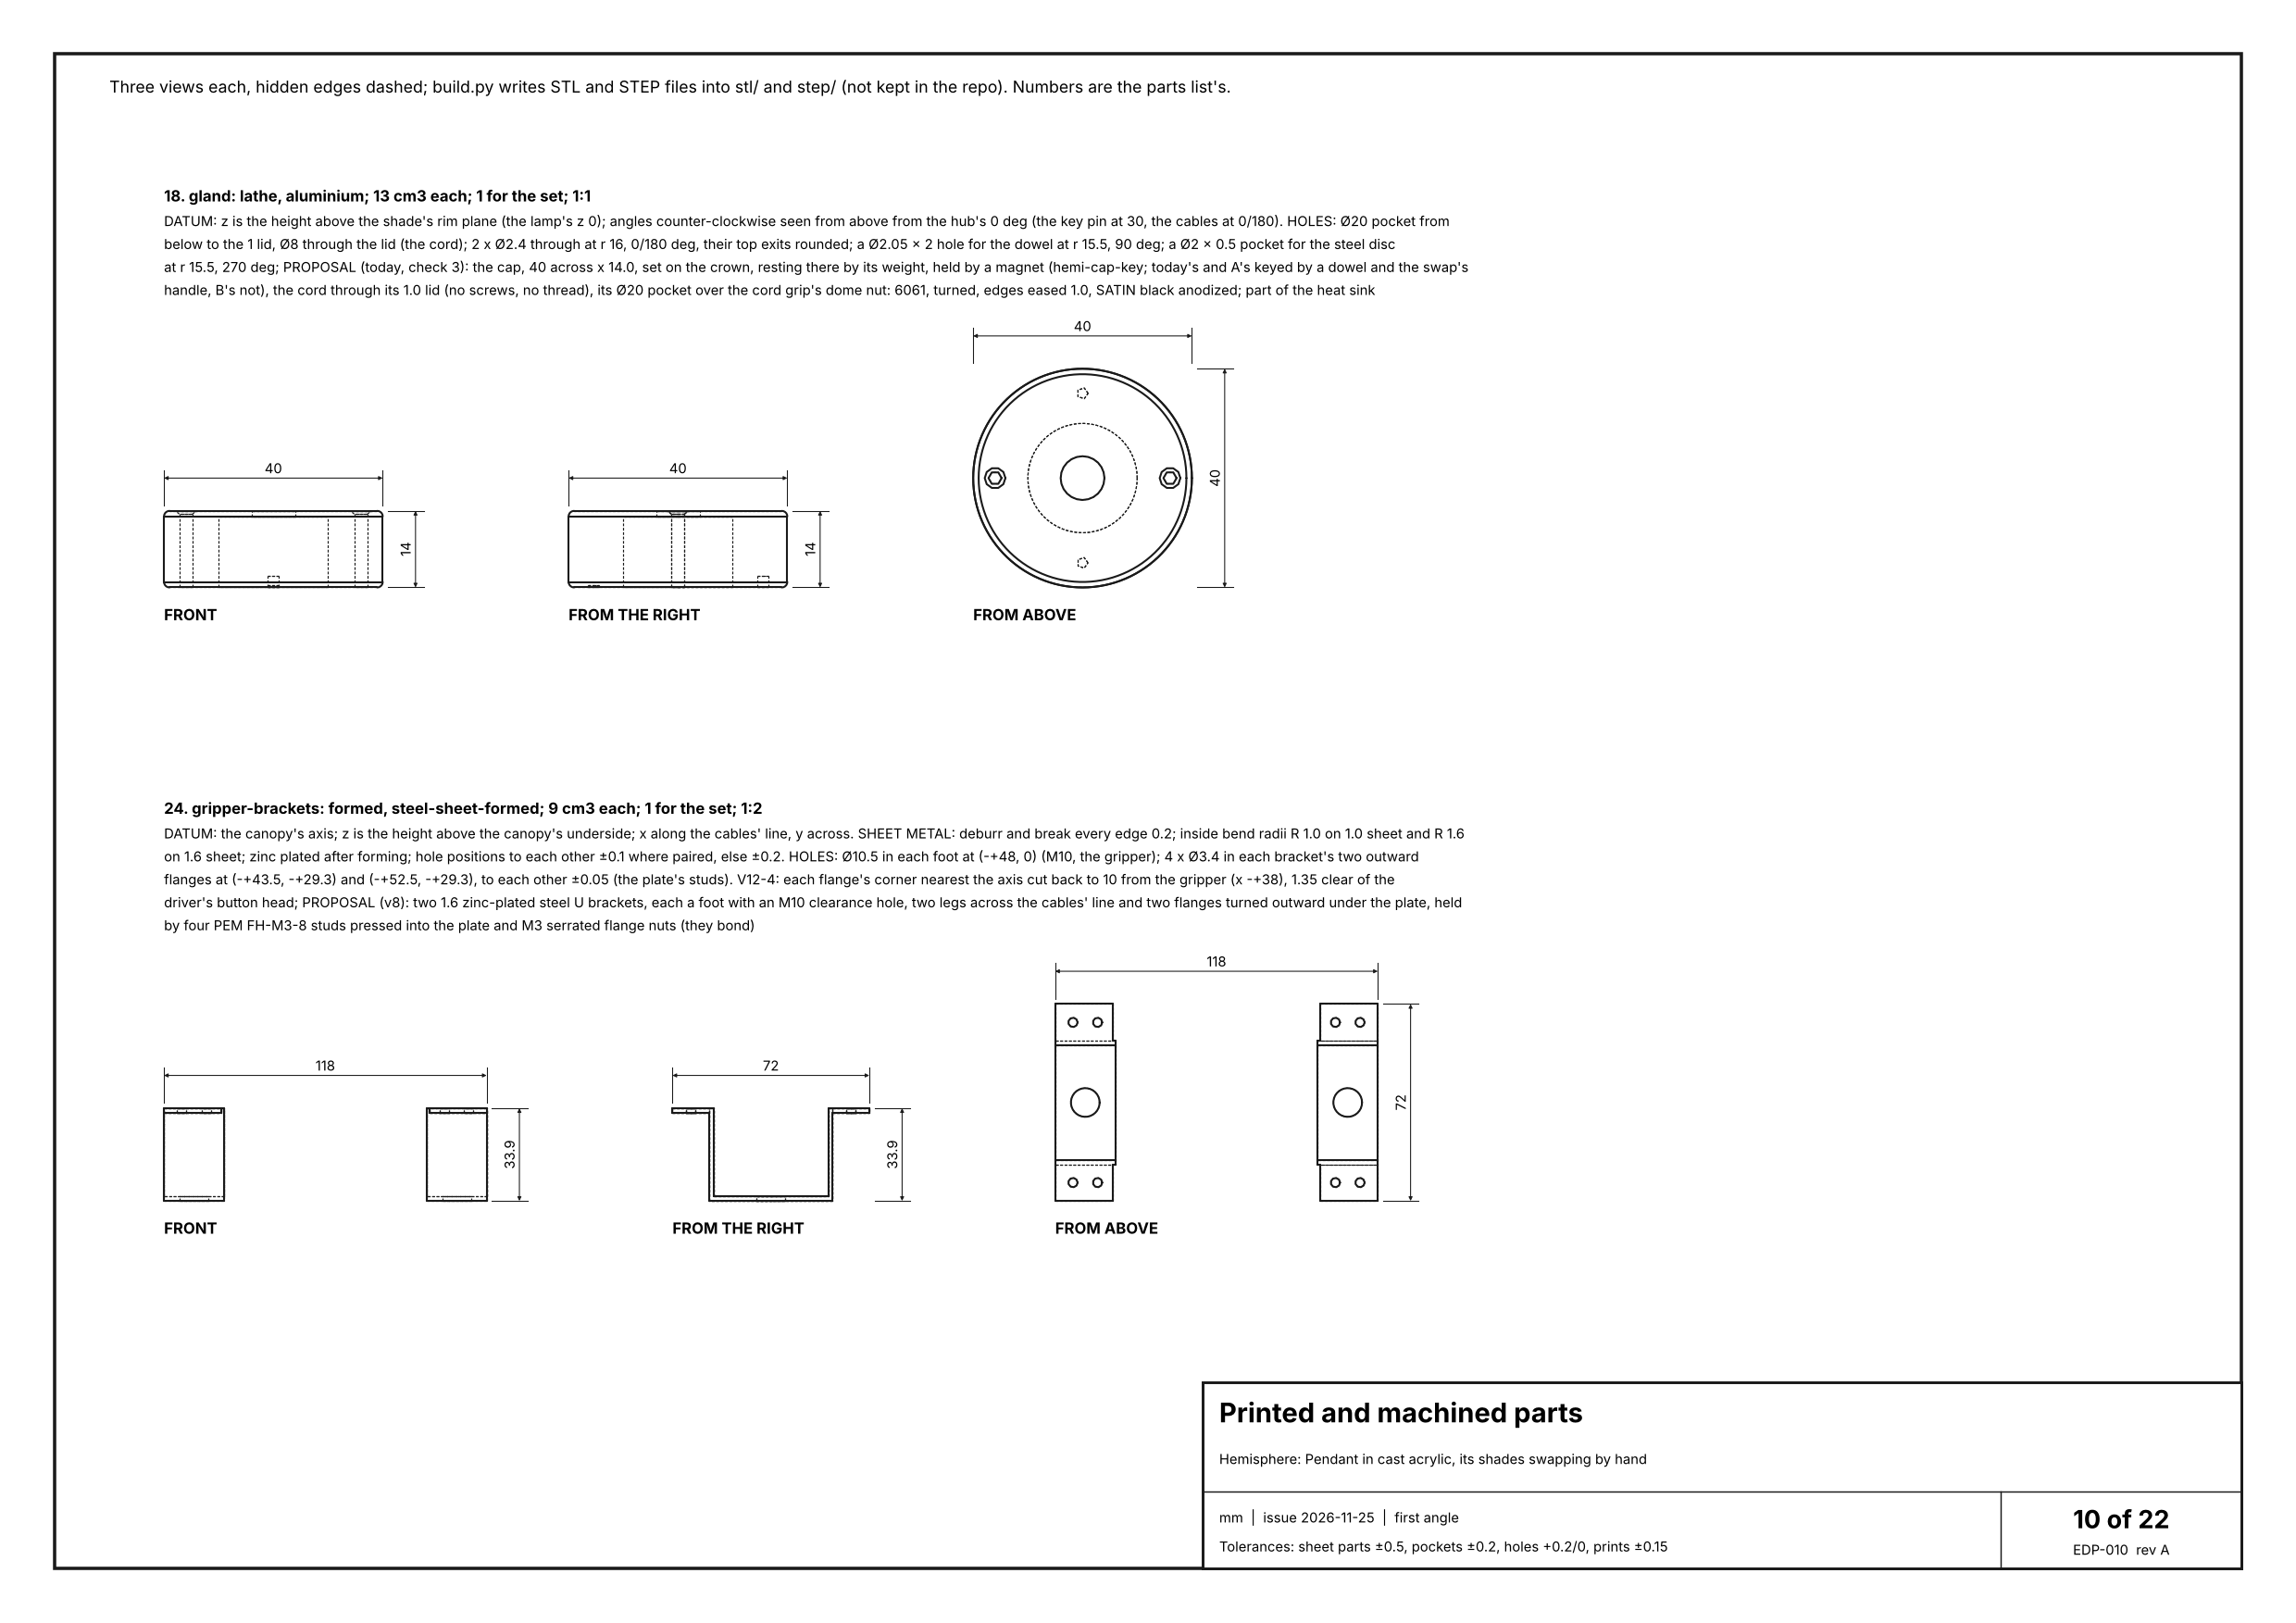 Three views each, hidden edges dashed; build.py writes STL and STEP files into stl/ and step/ (not kept in the repo). Numbers are the parts list's.
18. gland: lathe, aluminium; 13 cm3 each; 1 for the set; 1:1
DATUM: z is the height above the shade's rim plane (the lamp's z 0); angles counter-clockwise seen from above from the hub's 0 deg (the key pin at 30, the cables at 0/180). HOLES: Ø20 pocket from
below to the 1 lid, Ø8 through the lid (the cord); 2 x Ø2.4 through at r 16, 0/180 deg, their top exits rounded; a Ø2.05 × 2 hole for the dowel at r 15.5, 90 deg; a Ø2 × 0.5 pocket for the steel disc
at r 15.5, 270 deg; PROPOSAL (today, check 3): the cap, 40 across x 14.0, set on the crown, resting there by its weight, held by a magnet (hemi-cap-key; today's and A's keyed by a dowel and the swap's
handle, B's not), the cord through its 1.0 lid (no screws, no thread), its Ø20 pocket over the cord grip's dome nut: 6061, turned, edges eased 1.0, SATIN black anodized; part of the heat sink
40
40
40
40
14
14
FRONT
FROM THE RIGHT
FROM ABOVE
24. gripper-brackets: formed, steel-sheet-formed; 9 cm3 each; 1 for the set; 1:2
DATUM: the canopy's axis; z is the height above the canopy's underside; x along the cables' line, y across. SHEET METAL: deburr and break every edge 0.2; inside bend radii R 1.0 on 1.0 sheet and R 1.6
on 1.6 sheet; zinc plated after forming; hole positions to each other ±0.1 where paired, else ±0.2. HOLES: Ø10.5 in each foot at (-+48, 0) (M10, the gripper); 4 x Ø3.4 in each bracket's two outward
flanges at (-+43.5, -+29.3) and (-+52.5, -+29.3), to each other ±0.05 (the plate's studs). V12-4: each flange's corner nearest the axis cut back to 10 from the gripper (x -+38), 1.35 clear of the
driver's button head; PROPOSAL (v8): two 1.6 zinc-plated steel U brackets, each a foot with an M10 clearance hole, two legs across the cables' line and two flanges turned outward under the plate, held
by four PEM FH-M3-8 studs pressed into the plate and M3 serrated flange nuts (they bond)
118
118
72
72
33.9
33.9
FRONT
FROM THE RIGHT
FROM ABOVE
Printed and machined parts
Hemisphere: Pendant in cast acrylic, its shades swapping by hand
mm | issue 2026-11-25 | first angle
Tolerances: sheet parts ±0.5, pockets ±0.2, holes +0.2/0, prints ±0.15
10 of 22
EDP-010 rev A